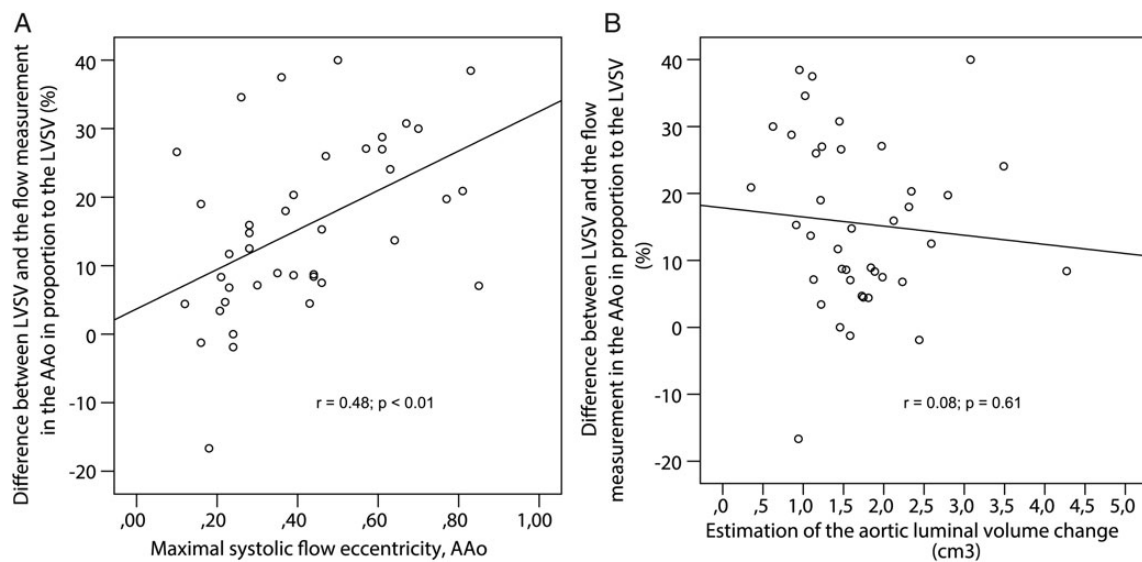 A
Difference between LVSV and the flow measurement
in the AAo in proportion to the LVSV (%)
40
30
20
10
0
-10
-20
r = 0.48; p < 0.01
,00
,20
,40
,60
,80
1,00
Maximal systolic flow eccentricity, AAo
B
Difference between LVSV and the flow
measurement in the AAo in proportion to the LVSV
(%)
40
30
20
10
0
-10
-20
r = 0.08; p = 0.61
,0
,5
1,0
1,5
2,0
2,5
3,0
3,5
4,0
4,5
5,0
Estimation of the aortic luminal volume change
(cm3)